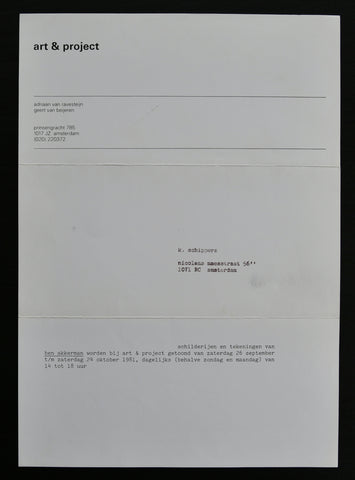 art & project
adriaan van ravesteijn
geert van beijeren
prinsengracht 785
1017 JZ amsterdam
(020) 220372
k. schippers
nicolaas maesstraat 56''
1071 RC amsterdam
schilderijen en tekeningen van
ben akkerman worden bij art & project getoond van zaterdag 26 september
t/m zaterdag 24 oktober 1981, dagelijks (behalve zondag en maandag) van
14 tot 18 uur